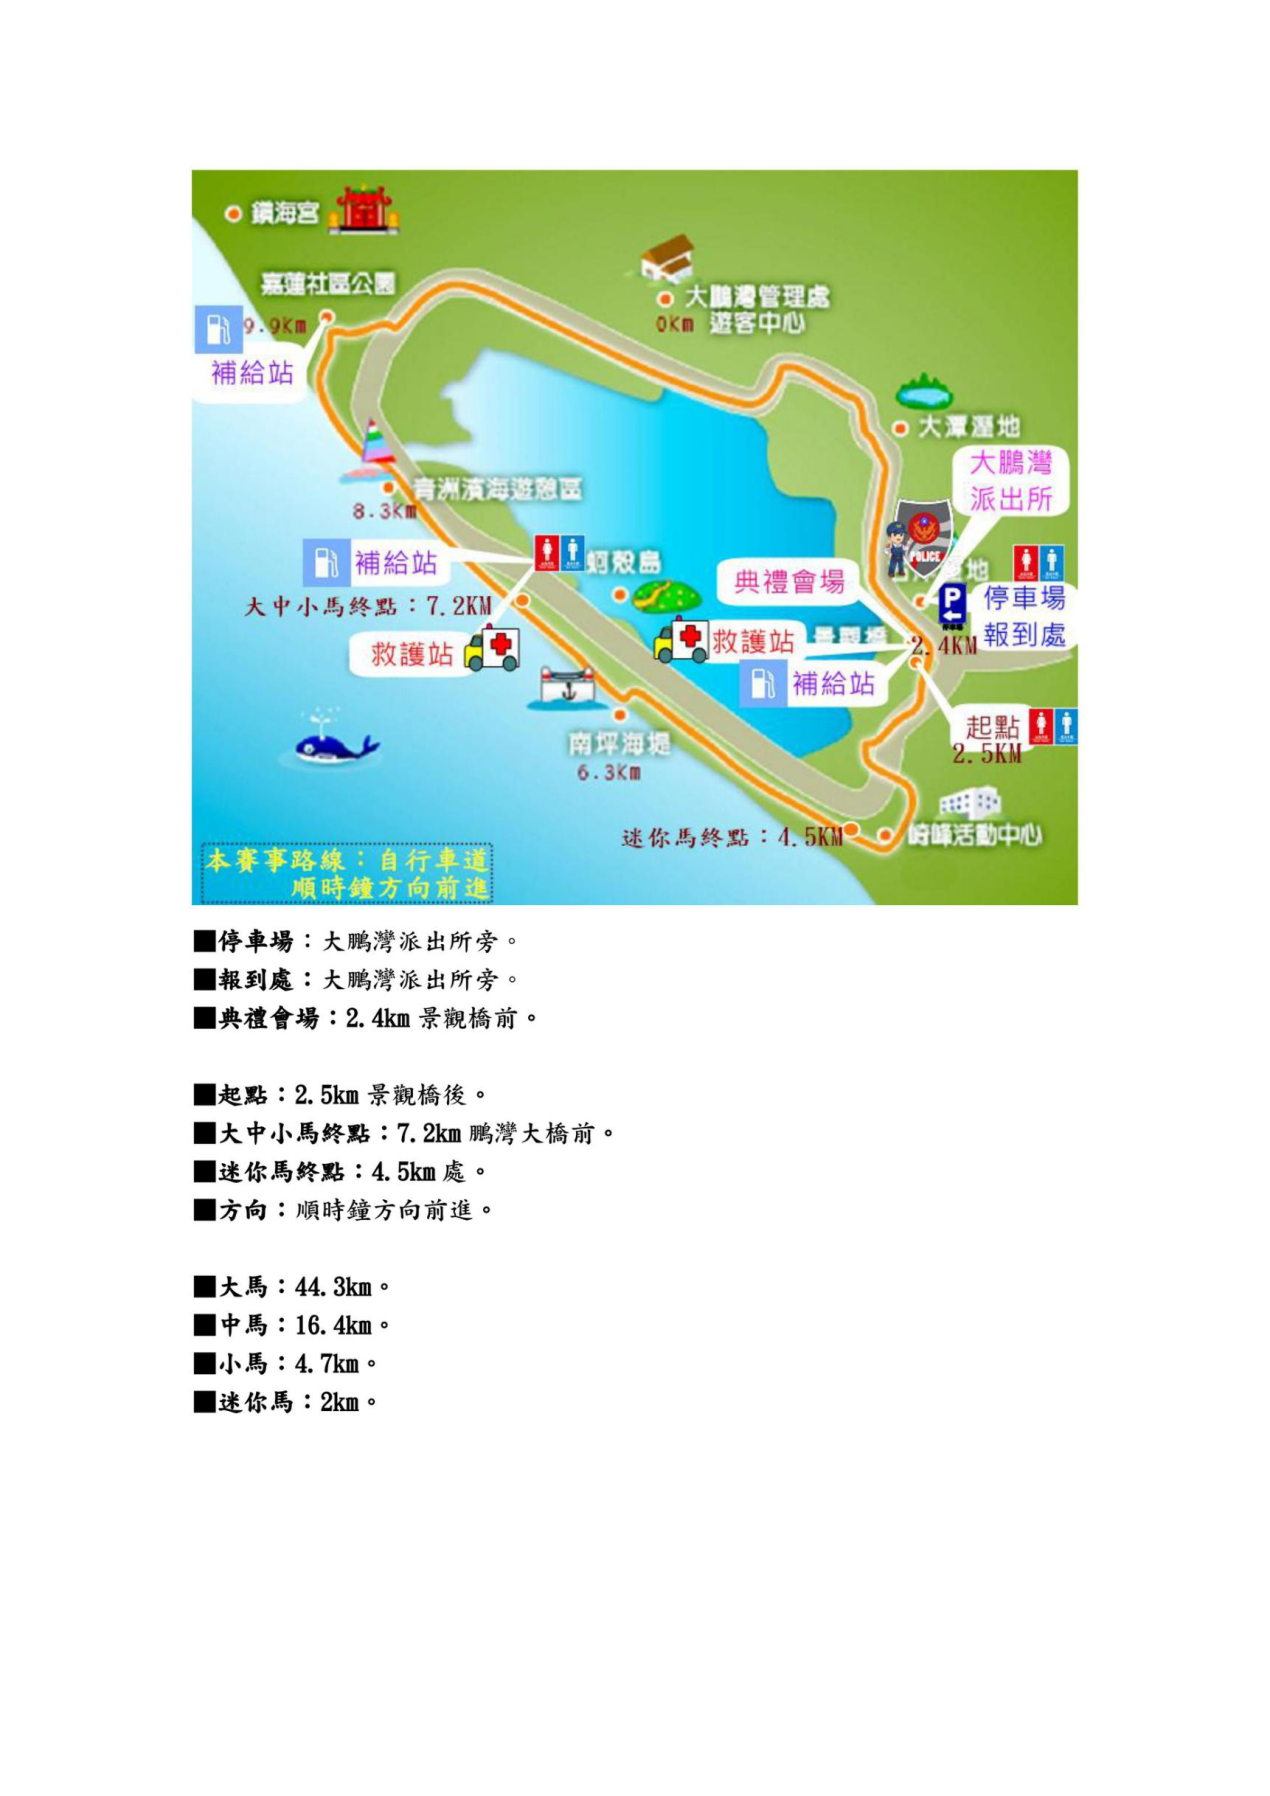 鎮海宮
嘉蓮社區公園
9.9Km
補給站
大鵬灣管理處
0Km 遊客中心
大潭溼地
大鵬灣
派出所
青洲濱海遊憩區
8.3Km
補給站
蚵殼島
POLICE
地
典禮會場
P
停車場
報到處
大中小馬終點：7.2KM
救護站
救護站
景觀橋
2.4KM
補給站
起點
2.5KM
南坪海堤
6.3Km
迷你馬終點：4.5KM
崎峰活動中心
本賽事路線：自行車道
順時鐘方向前進
■停車場：大鵬灣派出所旁。
■報到處：大鵬灣派出所旁。
■典禮會場：2.4km 景觀橋前。
■起點：2.5km 景觀橋後。
■大中小馬終點：7.2km 鵬灣大橋前。
■迷你馬終點：4.5km 處。
■方向：順時鐘方向前進。
■大馬：44.3km。
■中馬：16.4km。
■小馬：4.7km。
■迷你馬：2km。